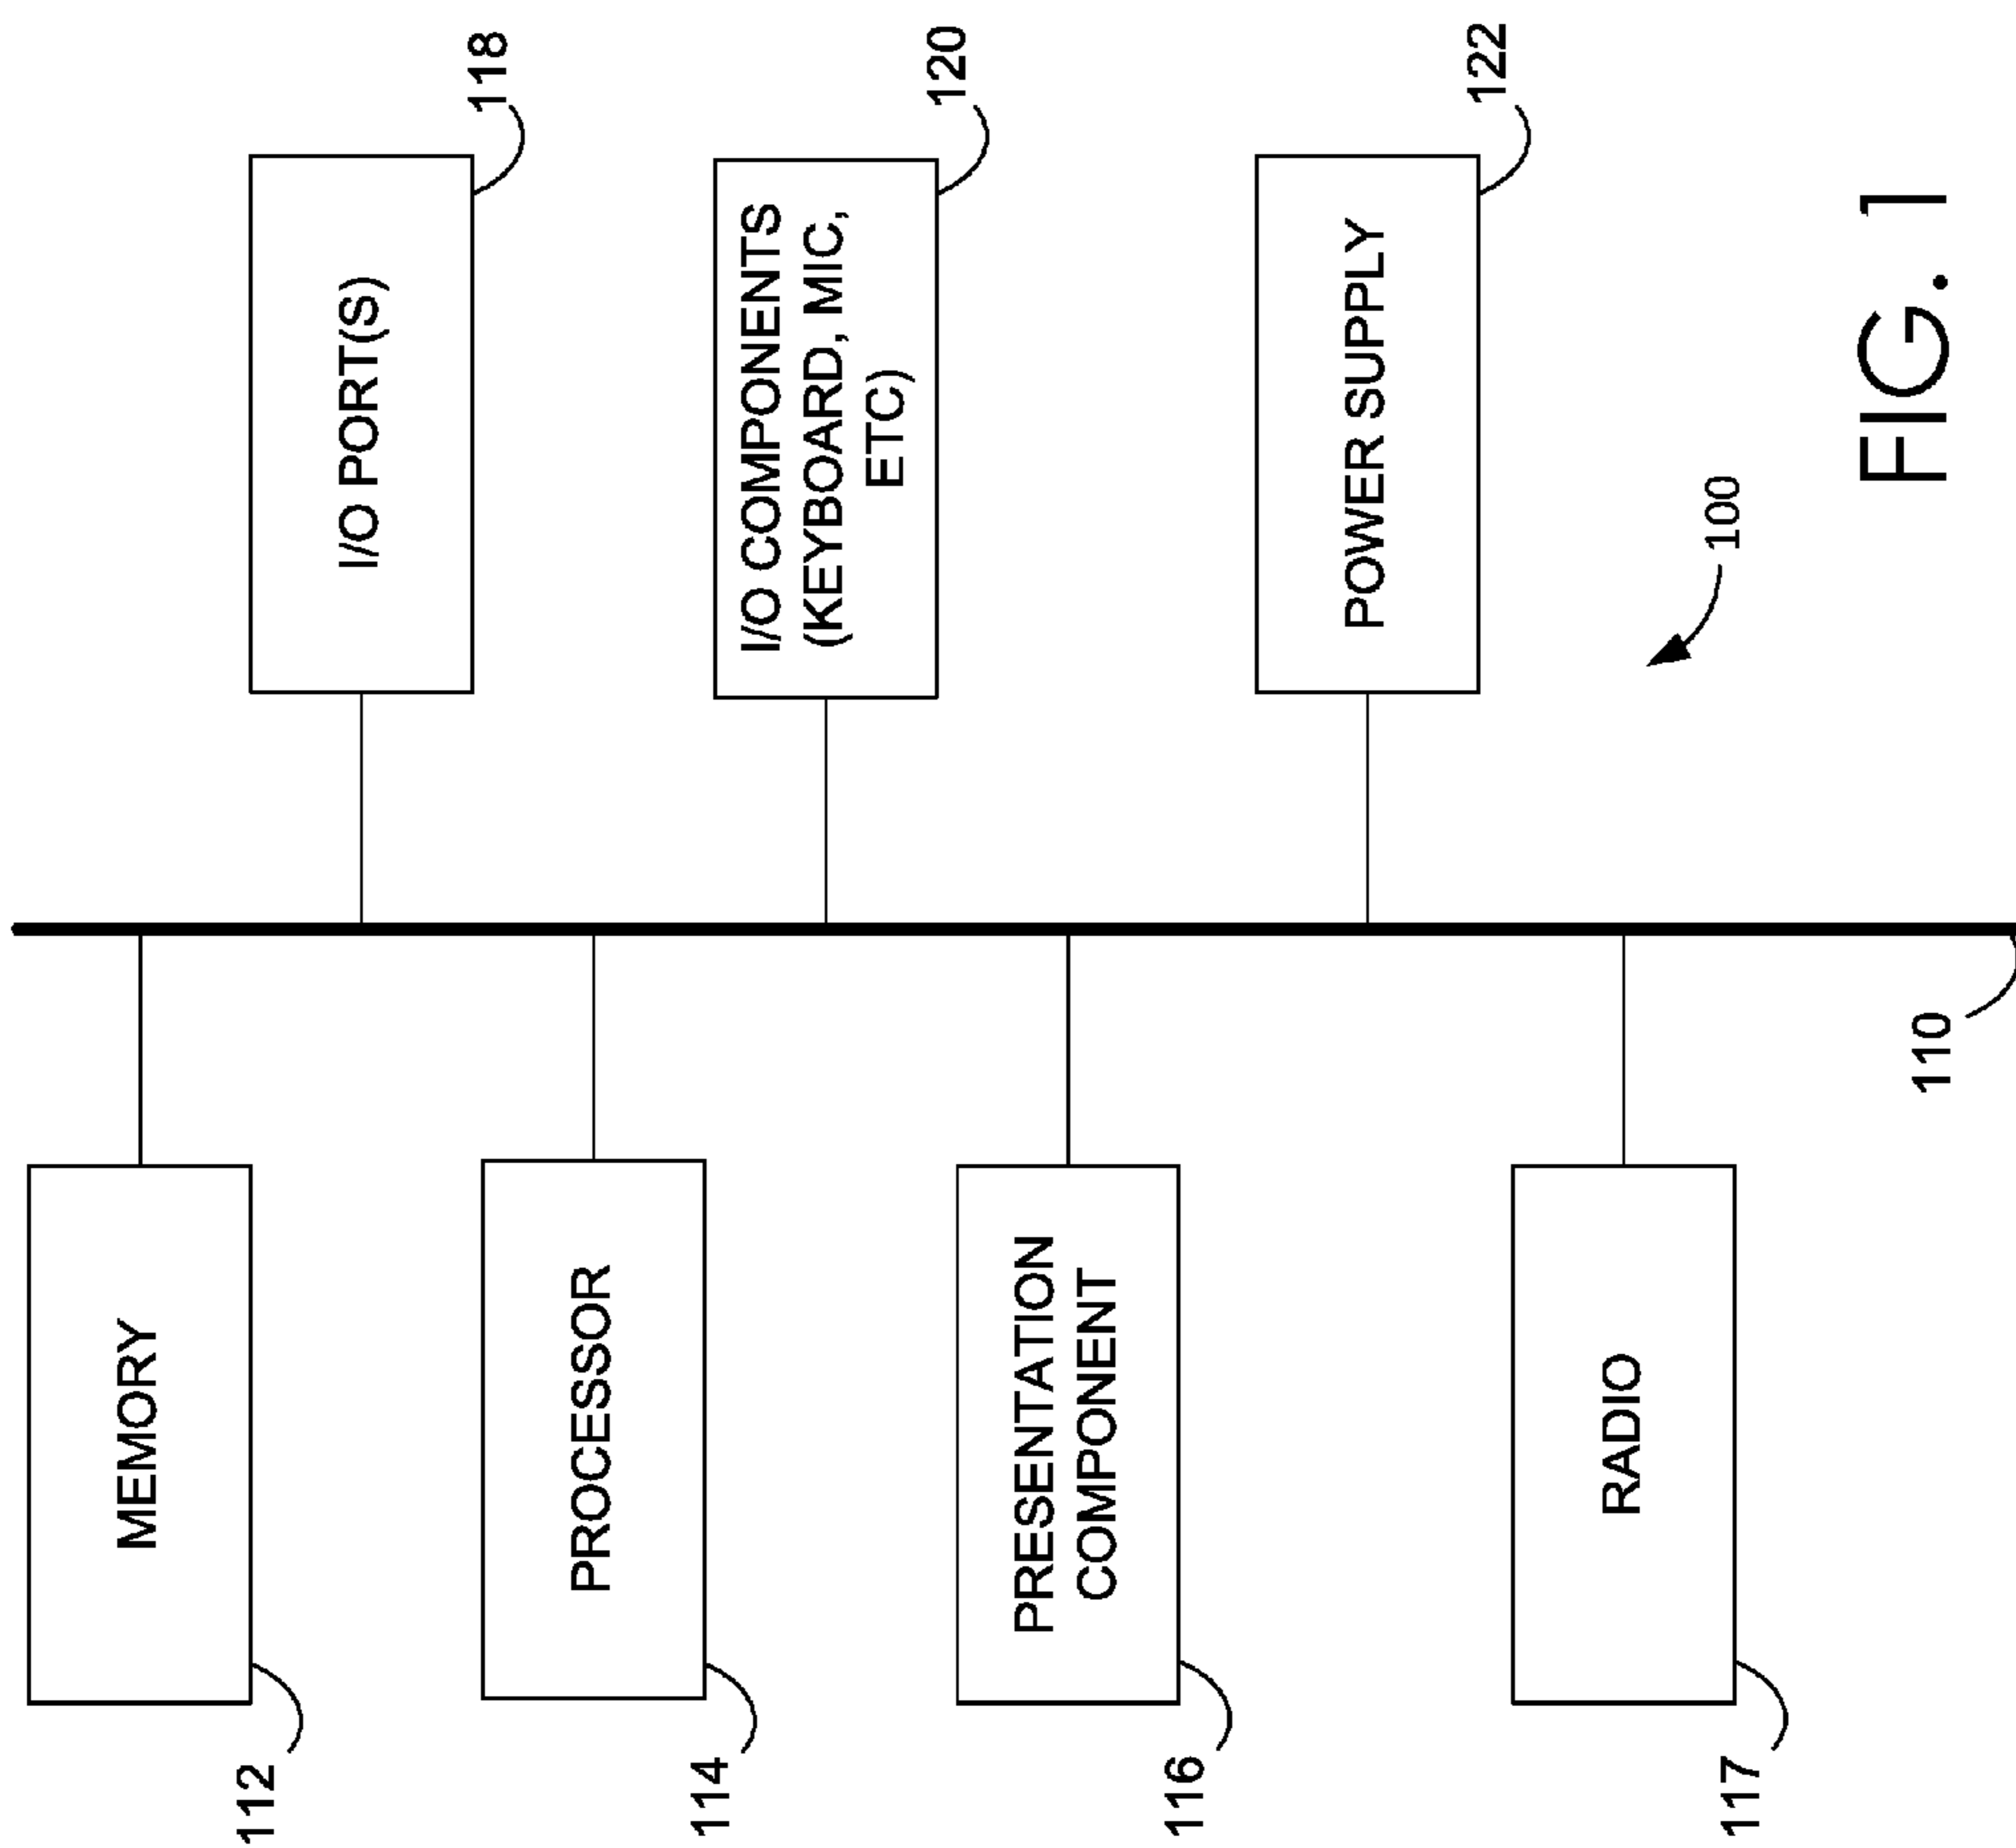 112
MEMORY
114
PROCESSOR
116
PRESENTATION
COMPONENT
117
RADIO
110
I/O PORT(S)
118
I/O COMPONENTS
(KEYBOARD, MIC,
ETC)
120
POWER SUPPLY
122
100
FIG. 1